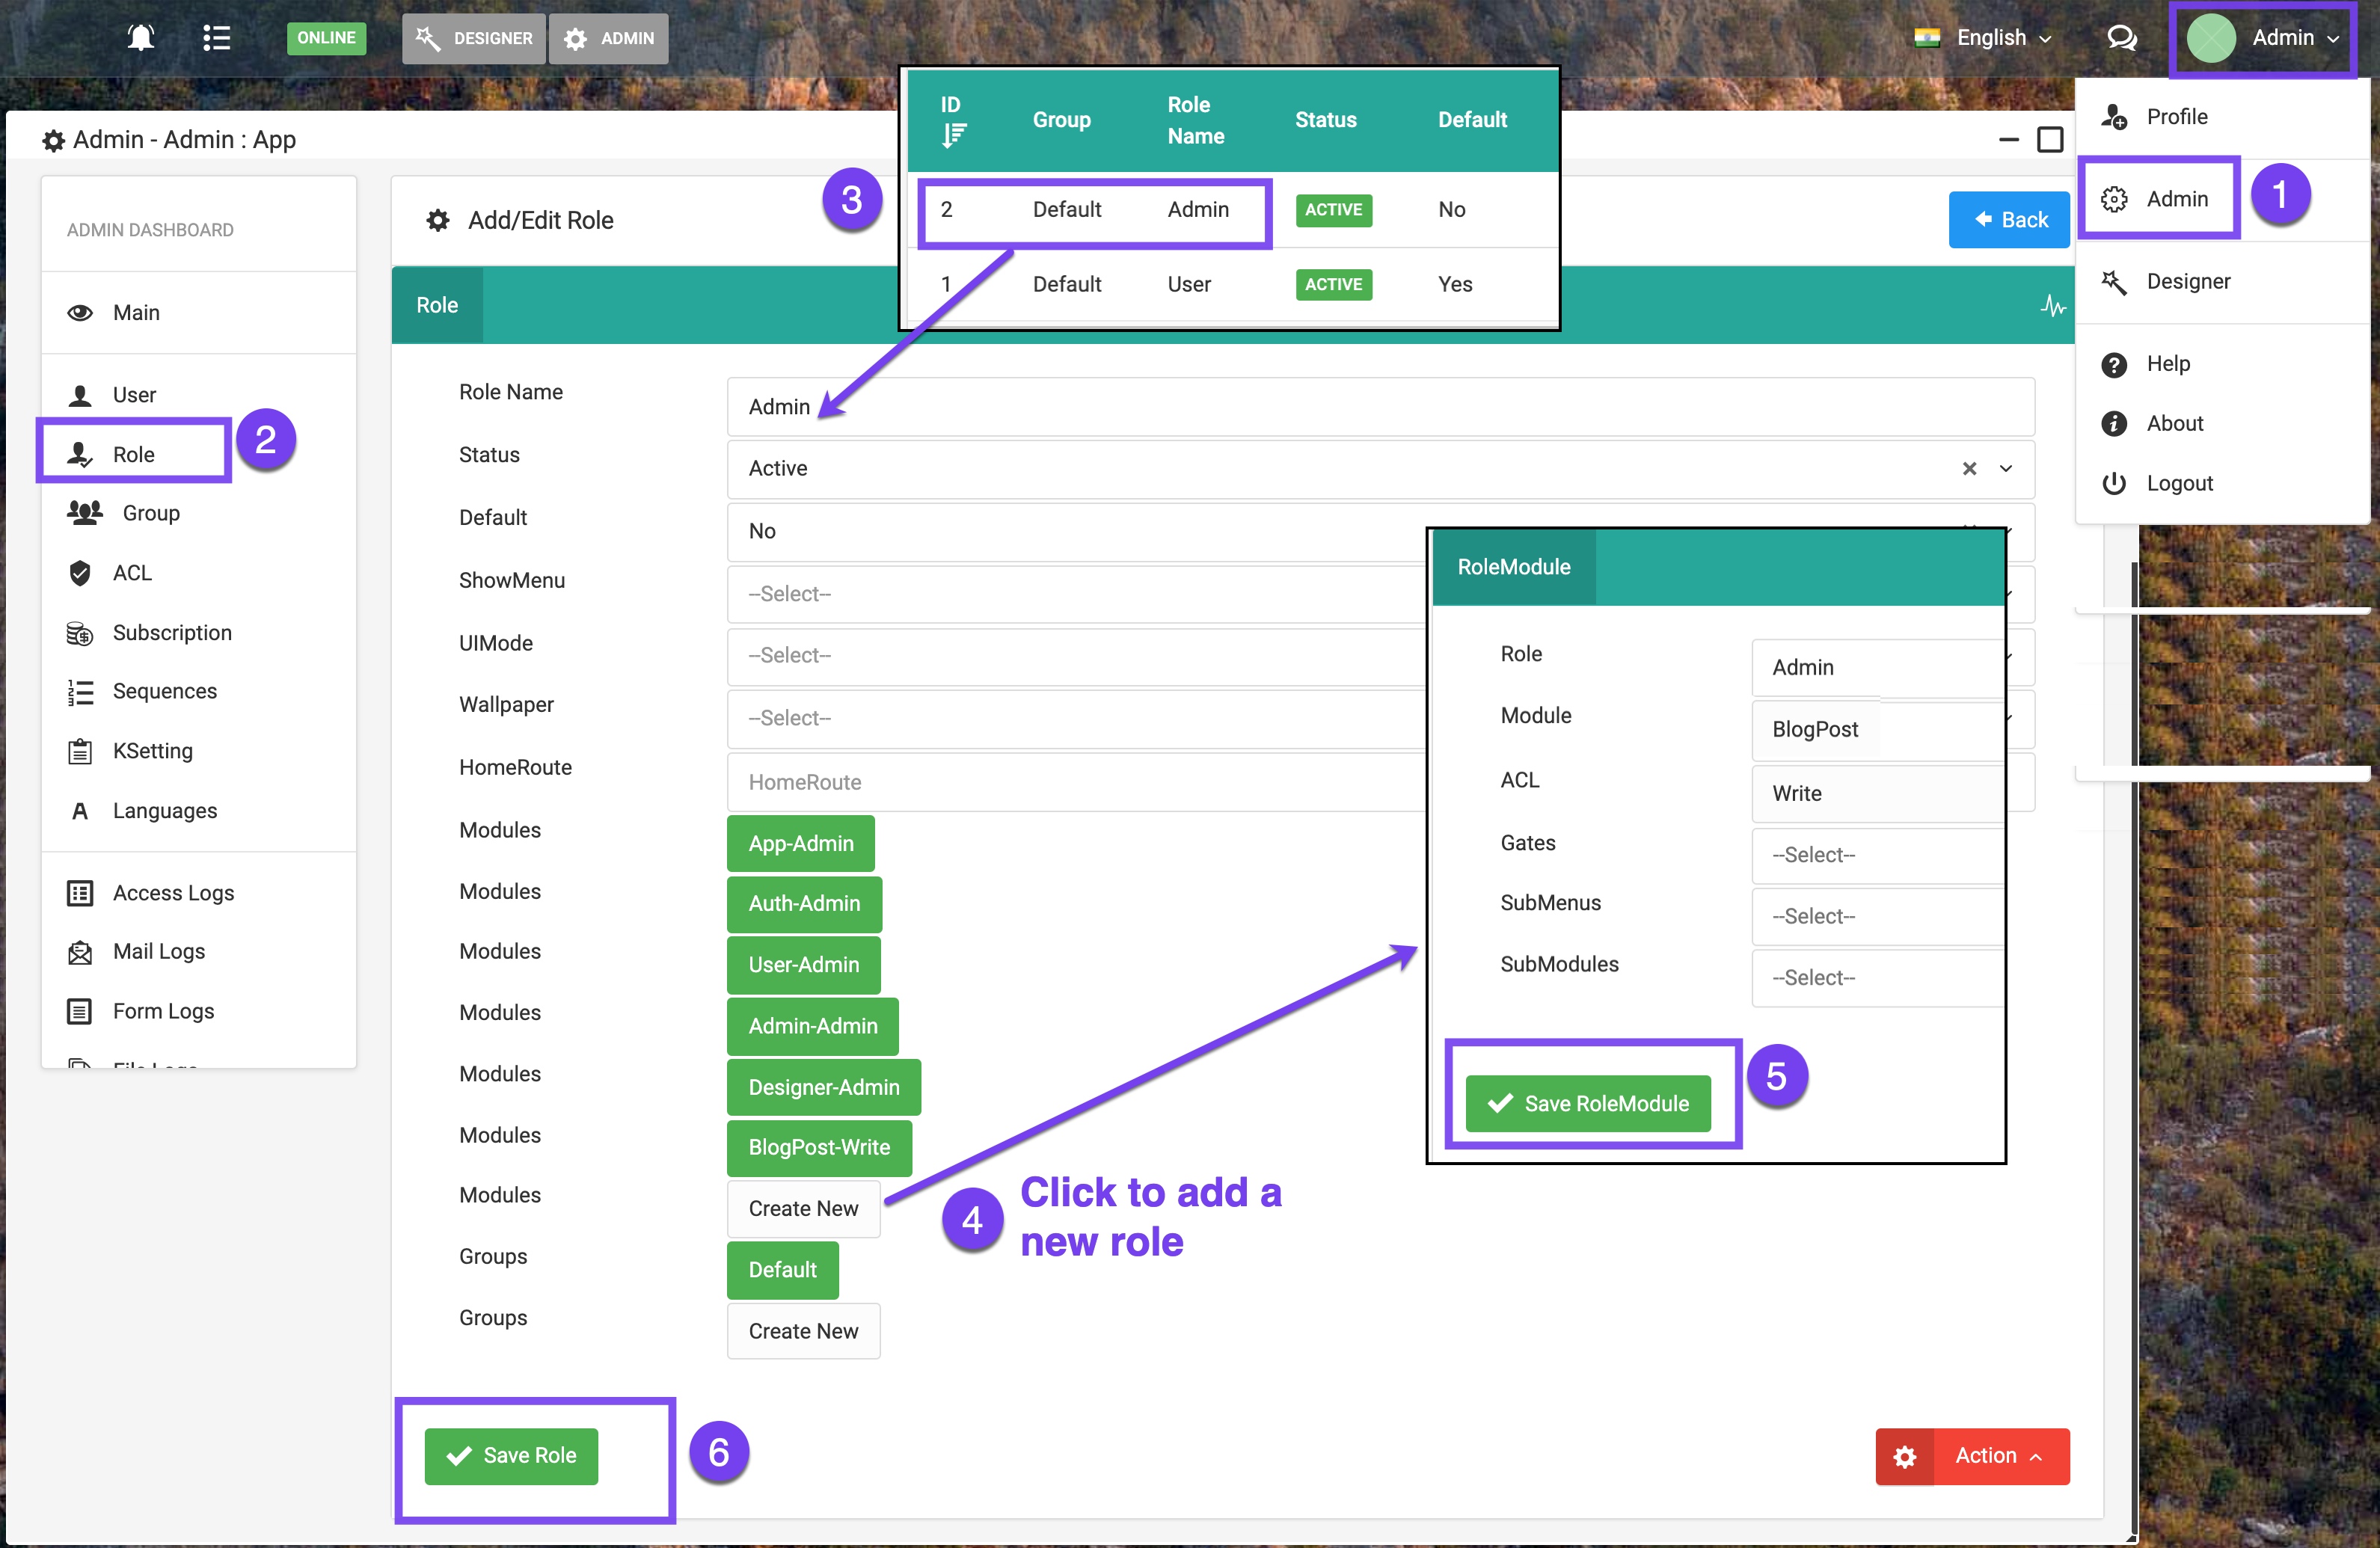 ONLINE
DESIGNER
ADMIN
English
Admin
Admin - Admin : App
ADMIN DASHBOARD
Main
User
Role
2
Group
ACL
Subscription
Sequences
KSetting
Languages
Access Logs
Mail Logs
Form Logs
File Logs
Add/Edit Role
Back
Role
3
ID Group Role Name Status Default
2 Default Admin ACTIVE No
1 Default User ACTIVE Yes
Profile
Admin
1
Designer
Help
About
Logout
Role Name Admin
Status Active
Default No
ShowMenu --Select--
UIMode --Select--
Wallpaper --Select--
HomeRoute HomeRoute
Modules App-Admin
Modules Auth-Admin
Modules User-Admin
Modules Admin-Admin
Modules Designer-Admin
Modules BlogPost-Write
Modules Create New
Groups Default
Groups Create New
4
Click to add a
new role
RoleModule
Role Admin
Module BlogPost
ACL Write
Gates --Select--
SubMenus --Select--
SubModules --Select--
Save RoleModule
5
Save Role
6
Action